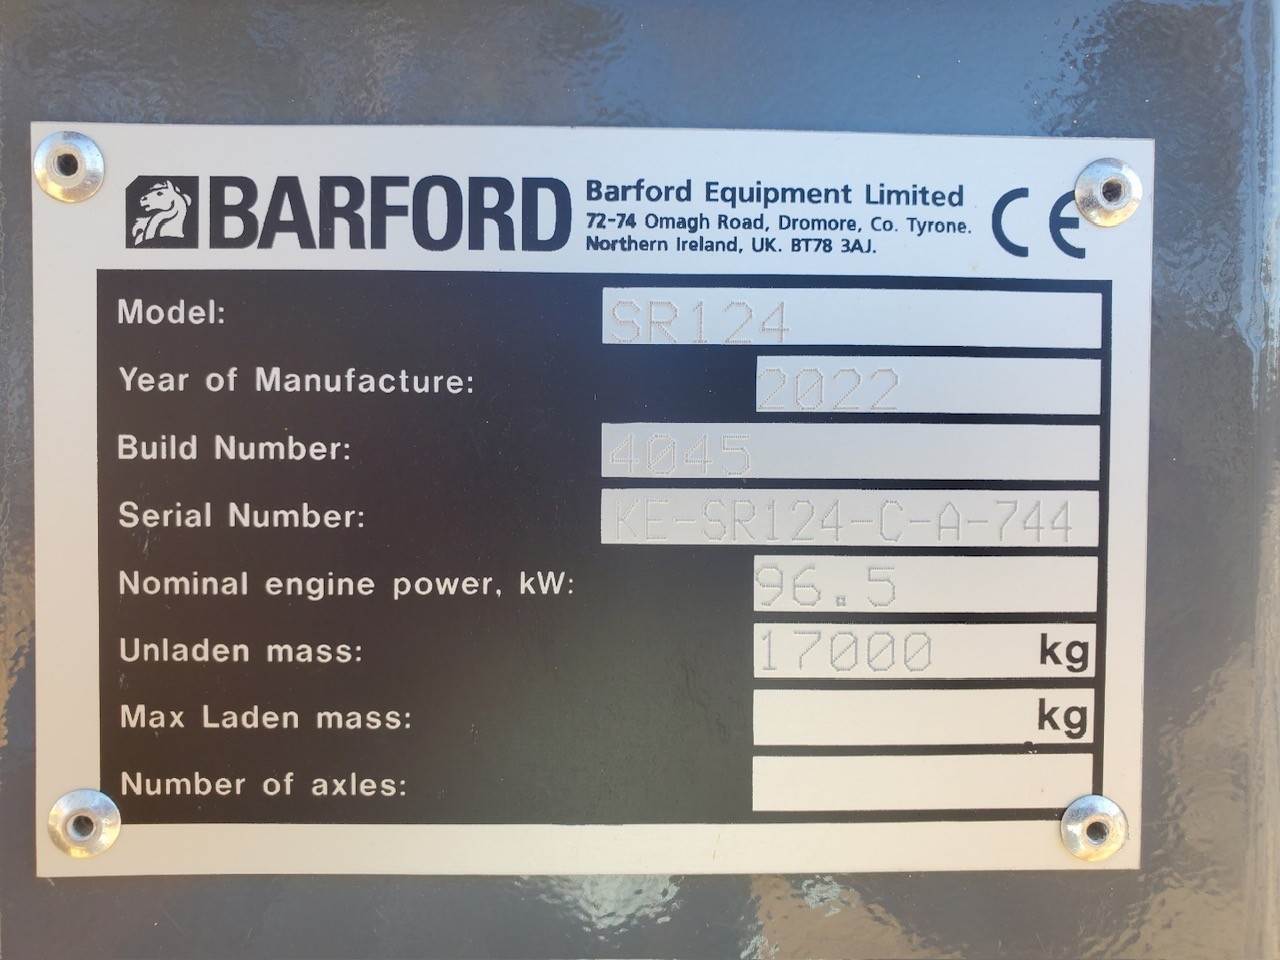 BARFORD
Barford Equipment Limited
72-74 Omagh Road, Dromore, Co. Tyrone.
Northern Ireland, UK. BT78 3AJ.
CE
Model: SR124
Year of Manufacture: 2022
Build Number: 4045
Serial Number: KE-SR124-C-A-744
Nominal engine power, kW: 96.5
Unladen mass: 17000 kg
Max Laden mass: kg
Number of axles: